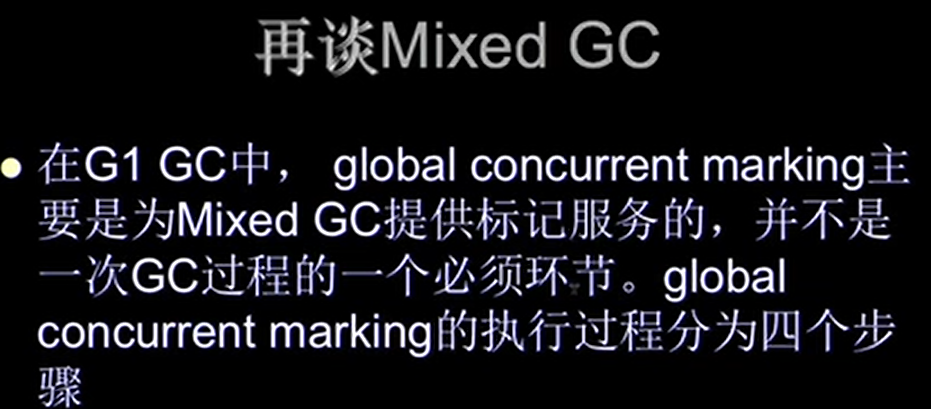 再谈Mixed GC
在G1 GC中， global concurrent marking主
要是为Mixed GC提供标记服务的，并不是
一次GC过程的一个必须环节。global
concurrent marking的执行过程分为四个步
骤